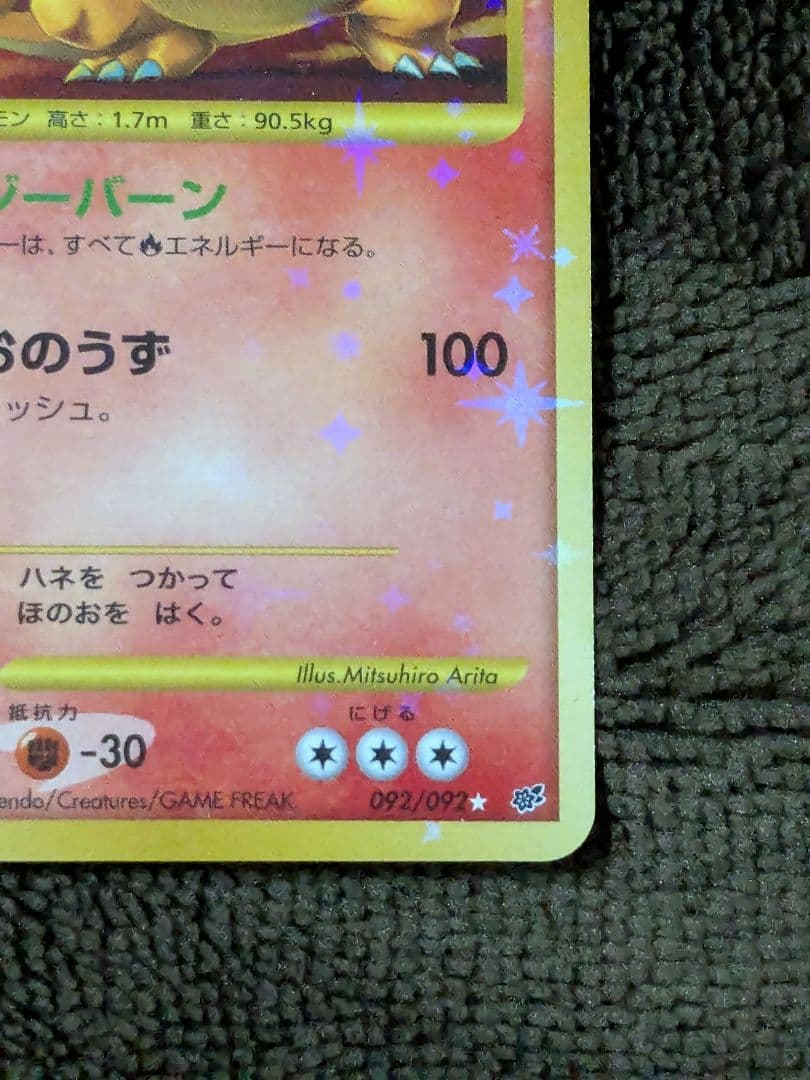 モン 高さ：1.7m 重さ：90.5kg
ジーバーン
ーは、すべてエネルギーになる。
おのうず 100
ッシュ。
ハネを つかって
ほのおを はく。
Illus.Mitsuhiro Arita
抵抗力 にげる
-30
endo/Creatures/GAME FREAK 092/092★